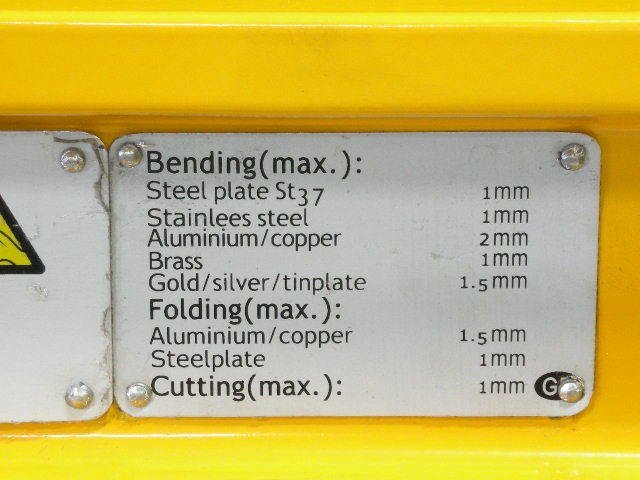 Bending(max.):
Steel plate St37 1mm
Stainlees steel 1mm
Aluminium/copper 2mm
Brass 1mm
Gold/silver/tinplate 1.5mm
Folding(max.):
Aluminium/copper 1.5mm
Steelplate 1mm
Cutting(max.): 1mm